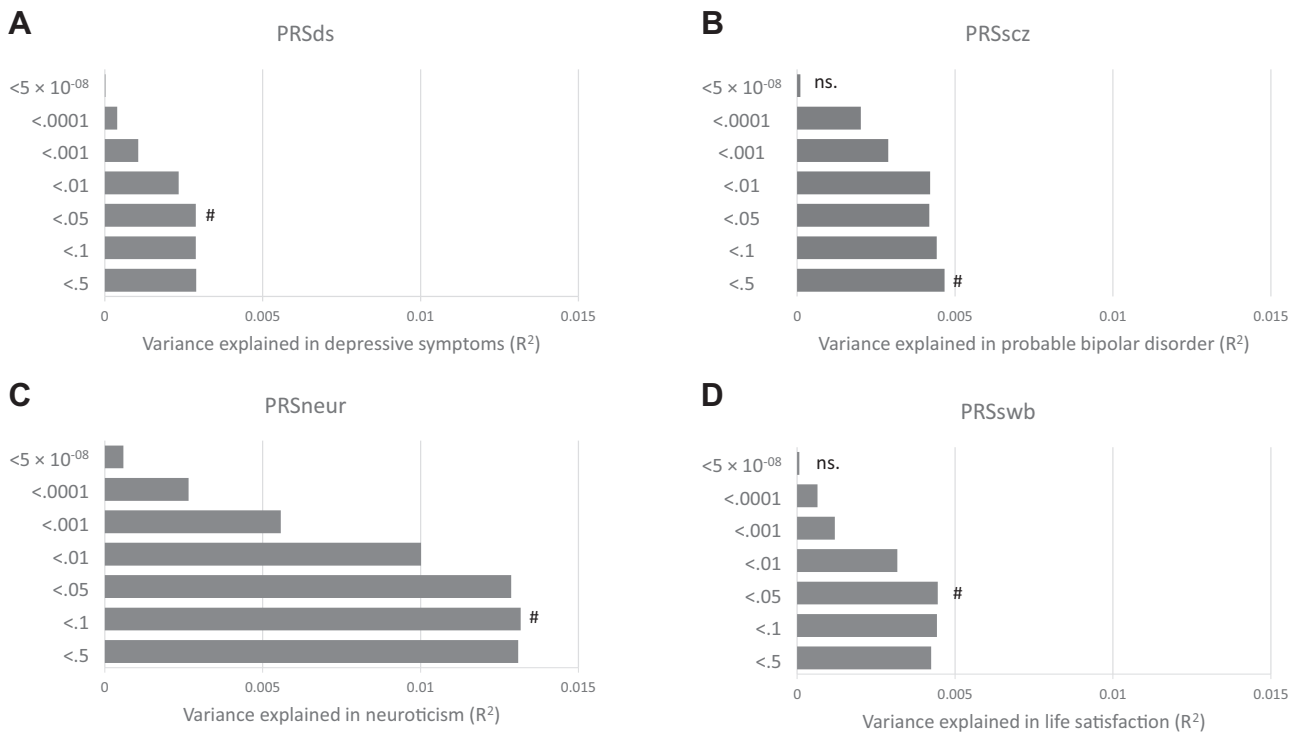 A
PRSds
<5 × 10⁻⁰⁸
<.0001
<.001
<.01
<.05
#
<.1
<.5
0
0.005
0.01
0.015
Variance explained in depressive symptoms (R²)
B
PRSscz
<5 × 10⁻⁰⁸
ns.
<.0001
<.001
<.01
<.05
<.1
<.5
#
0
0.005
0.01
0.015
Variance explained in probable bipolar disorder (R²)
C
PRSneur
<5 × 10⁻⁰⁸
<.0001
<.001
<.01
<.05
<.1
#
<.5
0
0.005
0.01
0.015
Variance explained in neuroticism (R²)
D
PRSswb
<5 × 10⁻⁰⁸
ns.
<.0001
<.001
<.01
<.05
#
<.1
<.5
0
0.005
0.01
0.015
Variance explained in life satisfaction (R²)